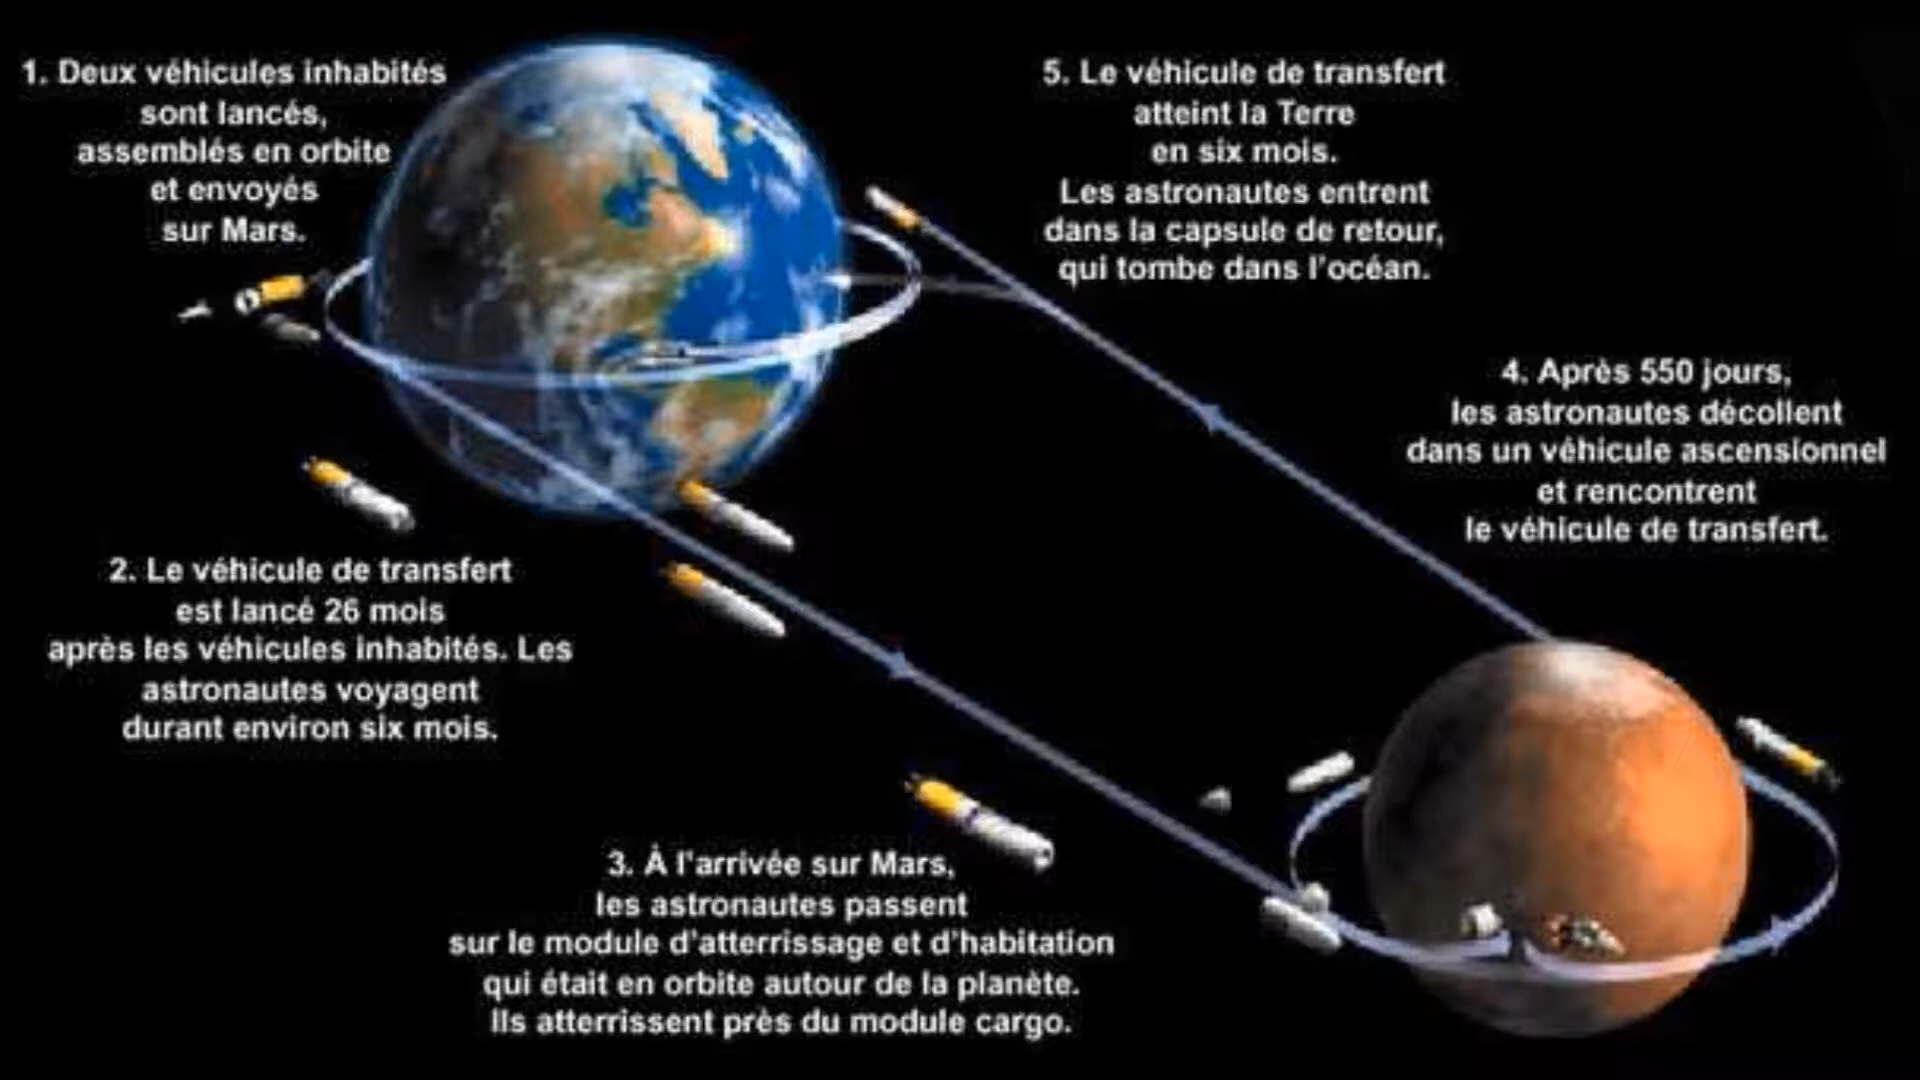 1. Deux véhicules inhabités
sont lancés,
assemblés en orbite
et envoyés
sur Mars.
2. Le véhicule de transfert
est lancé 26 mois
après les véhicules inhabités. Les
astronautes voyagent
durant environ six mois.
3. À l'arrivée sur Mars,
les astronautes passent
sur le module d'atterrissage et d'habitation
qui était en orbite autour de la planète.
Ils atterrissent près du module cargo.
4. Après 550 jours,
les astronautes décollent
dans un véhicule ascensionnel
et rencontrent
le véhicule de transfert.
5. Le véhicule de transfert
atteint la Terre
en six mois.
Les astronautes entrent
dans la capsule de retour,
qui tombe dans l'océan.